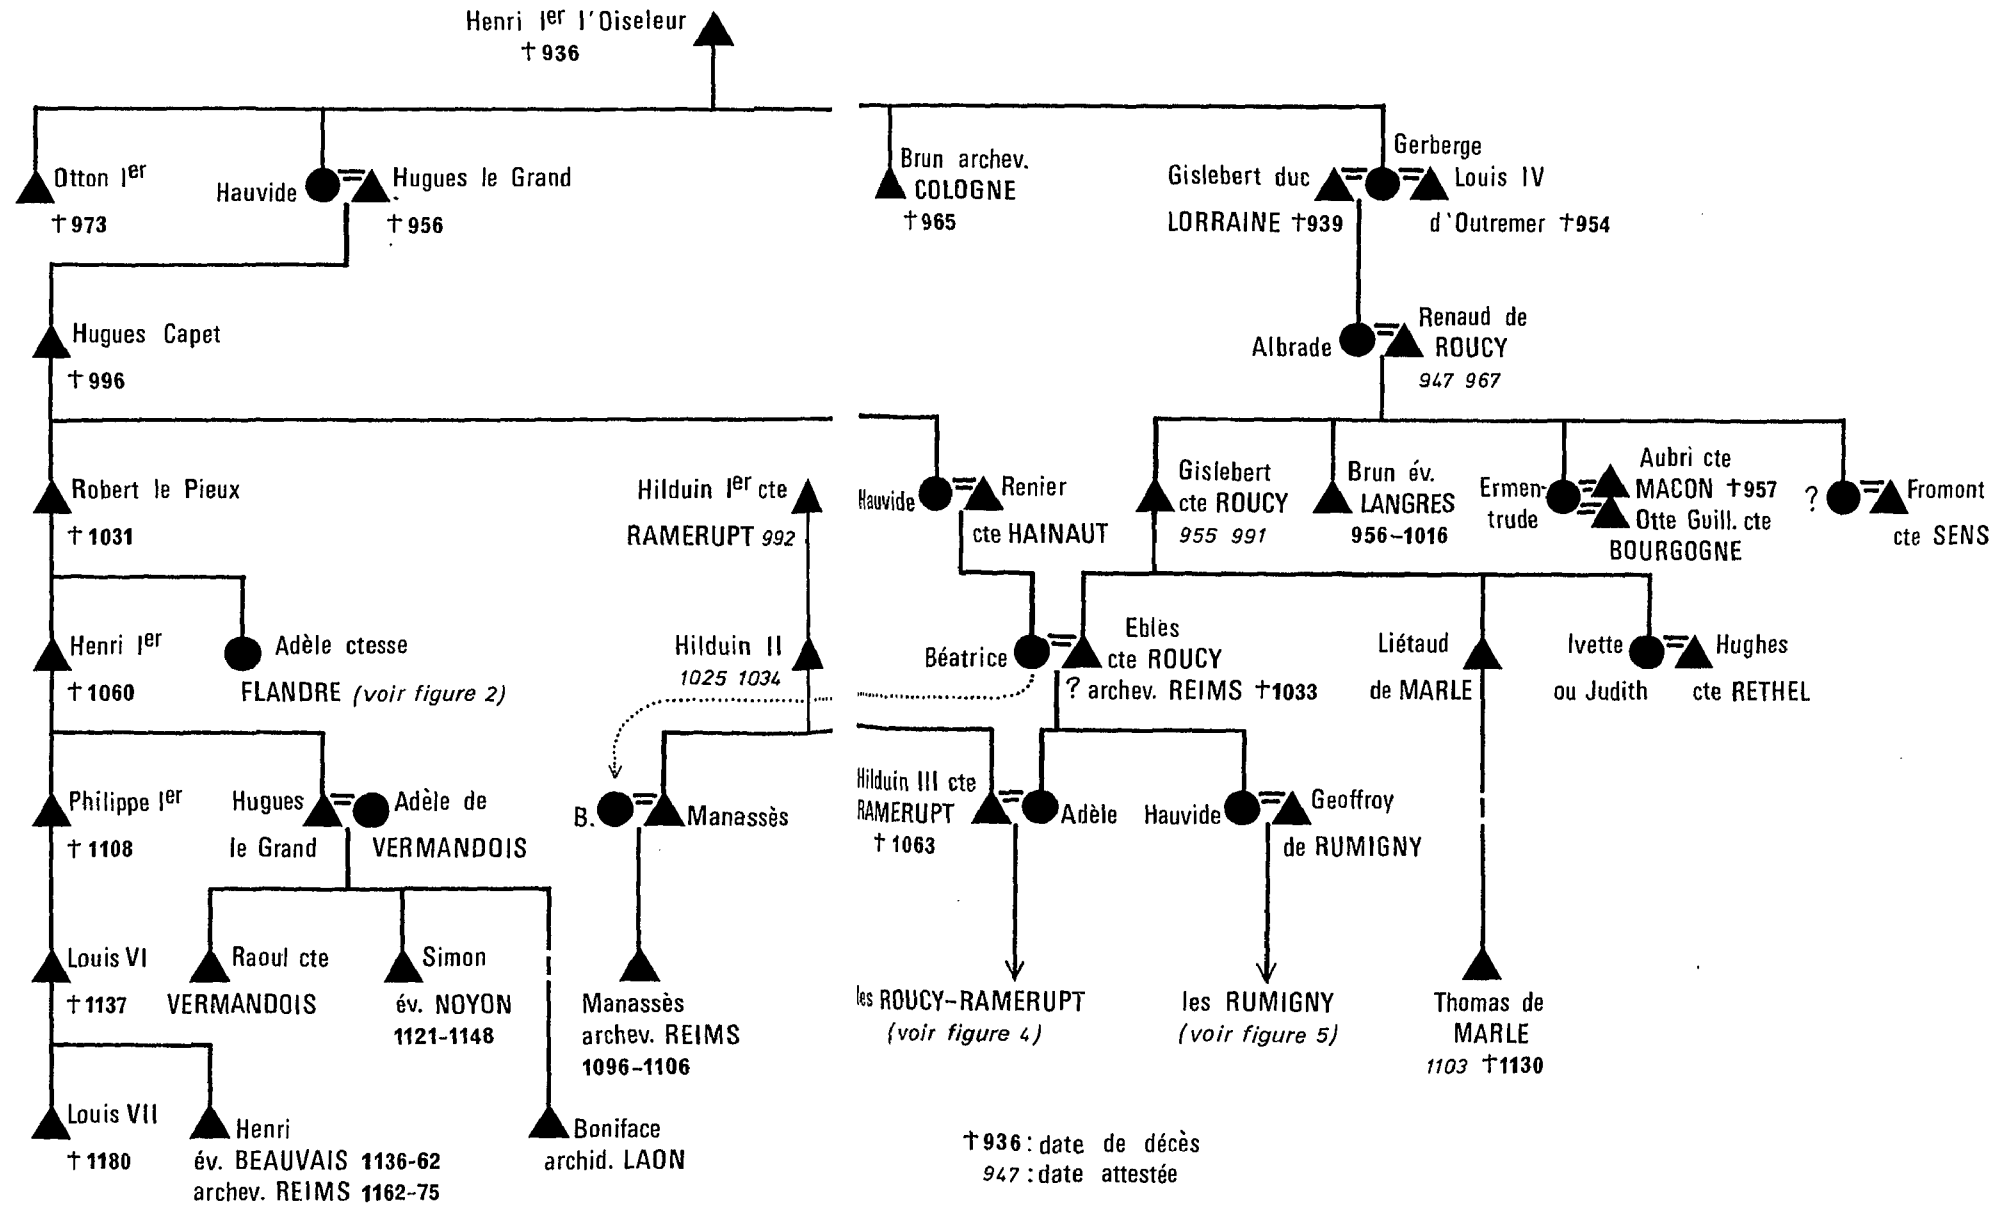 Henri Ier l'Oiseleur
†936
Otton Ier
†973
Hauvide
Hugues le Grand
†956
Brun archev.
COLOGNE
†965
Gerberge
Gislebert duc
LORRAINE †939
Louis IV
d'Outremer †954
Hugues Capet
†996
Albrade
Renaud de
ROUCY
947 967
Robert le Pieux
†1031
Hilduin Ier cte
RAMERUPT 992
Hauvide
Renier
cte HAINAUT
Gislebert
cte ROUCY
955 991
Brun év.
LANGRES
956-1016
Ermen-
trude
Aubri cte
MACON †957
Otte Guill. cte
BOURGOGNE
?
Fromont
cte SENS
Henri Ier
†1060
Adèle ctesse
FLANDRE (voir figure 2)
Hilduin II
1025 1034
Béatrice
Ebles
cte ROUCY
? archev. REIMS †1033
Liétaud
de MARLE
Ivette
ou Judith
Hughes
cte RETHEL
Philippe Ier
†1108
Hugues
le Grand
Adèle de
VERMANDOIS
B.
Manassès
Hilduin III cte
RAMERUPT
†1063
Adèle
Hauvide
Geoffroy
de RUMIGNY
Louis VI
†1137
Raoul cte
VERMANDOIS
Simon
év. NOYON
1121-1148
Manassès
archev. REIMS
1096-1106
les ROUCY-RAMERUPT
(voir figure 4)
les RUMIGNY
(voir figure 5)
Thomas de
MARLE
1103 †1130
Louis VII
†1180
Henri
év. BEAUVAIS 1136-62
archev. REIMS 1162-75
Boniface
archid. LAON
†936 : date de décès
947 : date attestée